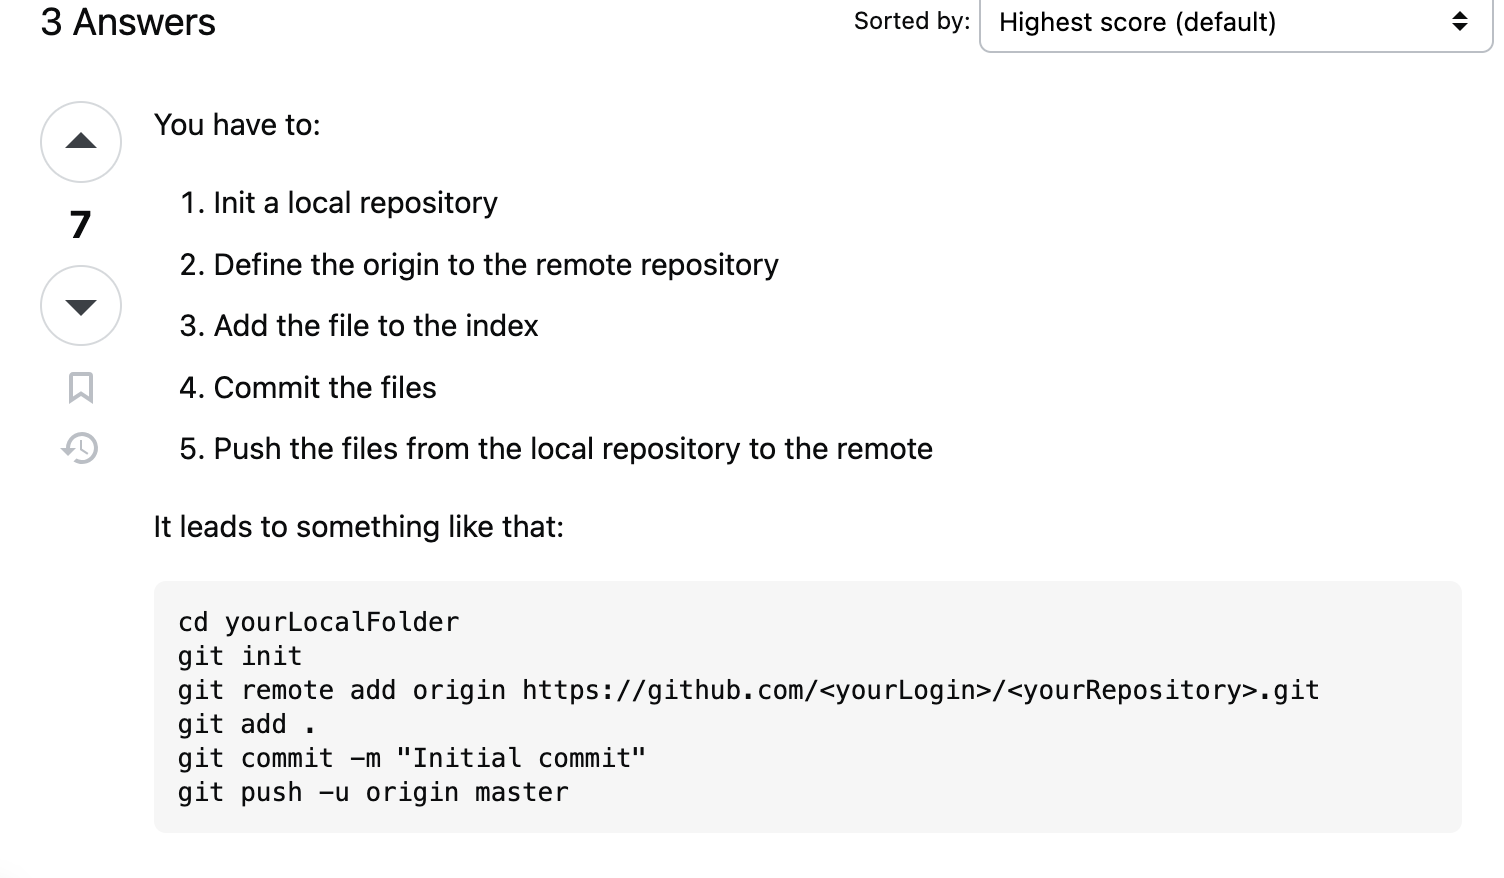 3 Answers
Sorted by:
Highest score (default)
You have to:
7
1. Init a local repository
2. Define the origin to the remote repository
3. Add the file to the index
4. Commit the files
5. Push the files from the local repository to the remote
It leads to something like that:
cd yourLocalFolder
git init
git remote add origin https://github.com/<yourLogin>/<yourRepository>.git
git add .
git commit -m "Initial commit"
git push -u origin master